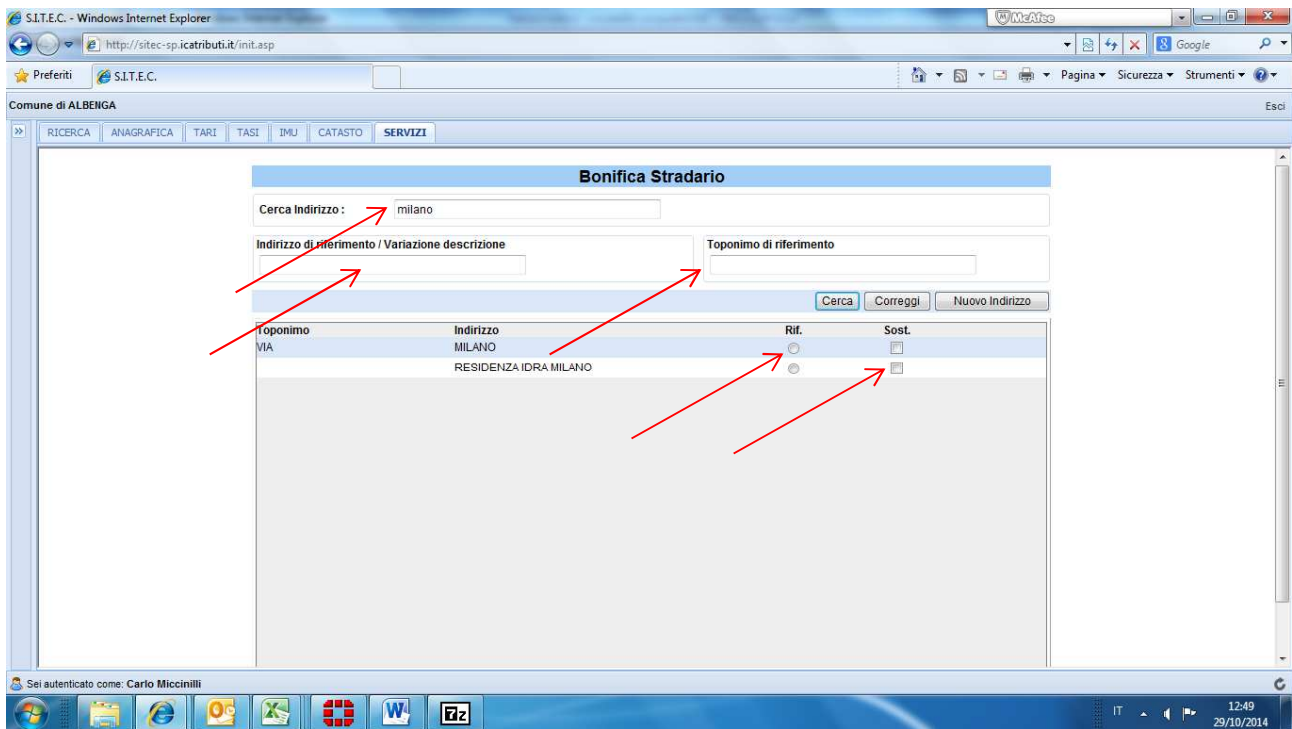 S.I.T.E.C. - Windows Internet Explorer
McAfee
http://sitec-sp.icatributi.it/init.asp
Google
Preferiti S.I.T.E.C. Pagina Sicurezza Strumenti
Comune di ALBENGA Esci
RICERCA ANAGRAFICA TARI TASI IMU CATASTO SERVIZI
Bonifica Stradario
Cerca Indirizzo : milano
Indirizzo di riferimento / Variazione descrizione Toponimo di riferimento
Cerca Correggi Nuovo Indirizzo
Toponimo Indirizzo Rif. Sost.
VIA MILANO
RESIDENZA IDRA MILANO
Sei autenticato come: Carlo Miccinilli
7z
IT 12:49
29/10/2014